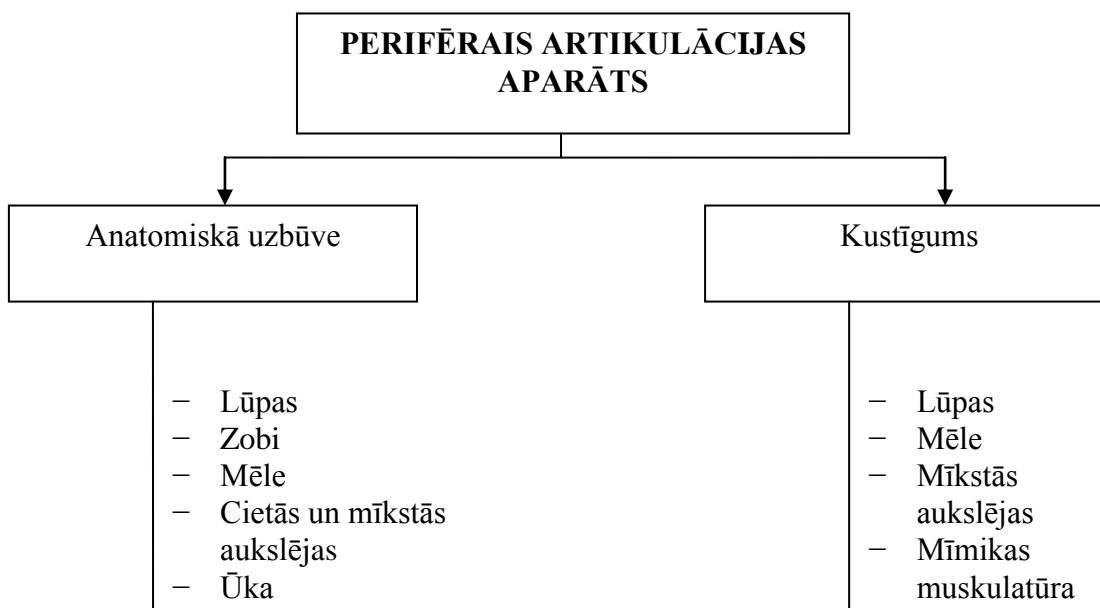 PERIFĒRAIS ARTIKULĀCIJAS
APARĀTS
Anatomiskā uzbūve
Kustīgums
– Lūpas
– Zobi
– Mēle
– Cietās un mīkstās
aukslējas
– Ūka
– Lūpas
– Mēle
– Mīkstās
aukslējas
– Mīmikas
muskulatūra